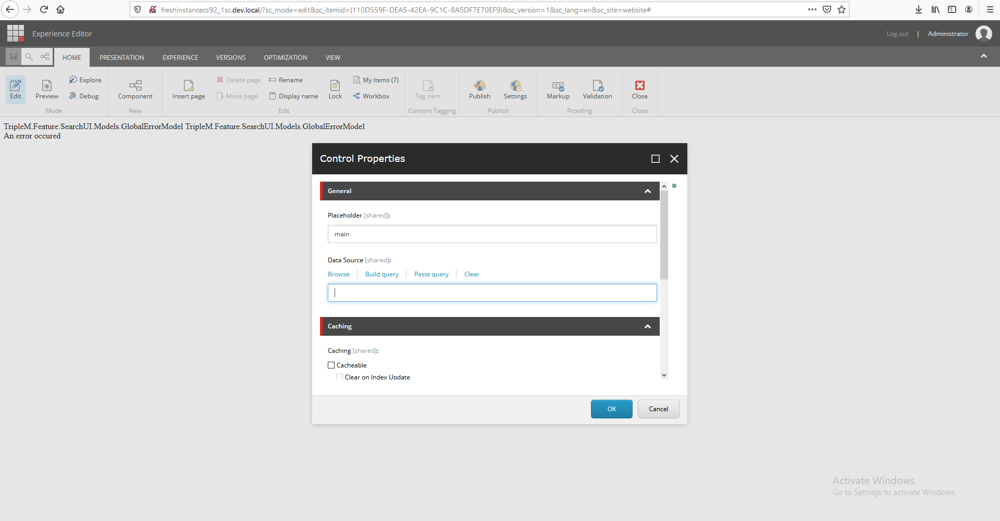 freshinstancecs92_1sc.dev.local/?sc_mode=edit&sc_itemid={110D559F-DEA5-42EA-9C1C-8A5DF7E70EF9}&sc_version=1&sc_lang=en&sc_site=website#
Experience Editor
Log out | Administrator
HOME PRESENTATION EXPERIENCE VERSIONS OPTIMIZATION VIEW
Explore Delete page Rename My Items (7)
Edit Preview Debug Component Insert page Move page Display name Lock Workbox Tag item Publish Settings Markup Validation Close
Mode New Edit Content Tagging Publish Proofing Close
TripleM.Feature.SearchUI.Models.GlobalErrorModel TripleM.Feature.SearchUI.Models.GlobalErrorModel
An error occured
Control Properties
General
Placeholder [shared]:
main
Data Source [shared]:
Browse Build query Paste query Clear
Caching
Caching [shared]:
Cacheable
Clear on Index Update
OK Cancel
Activate Windows
Go to Settings to activate Windows.